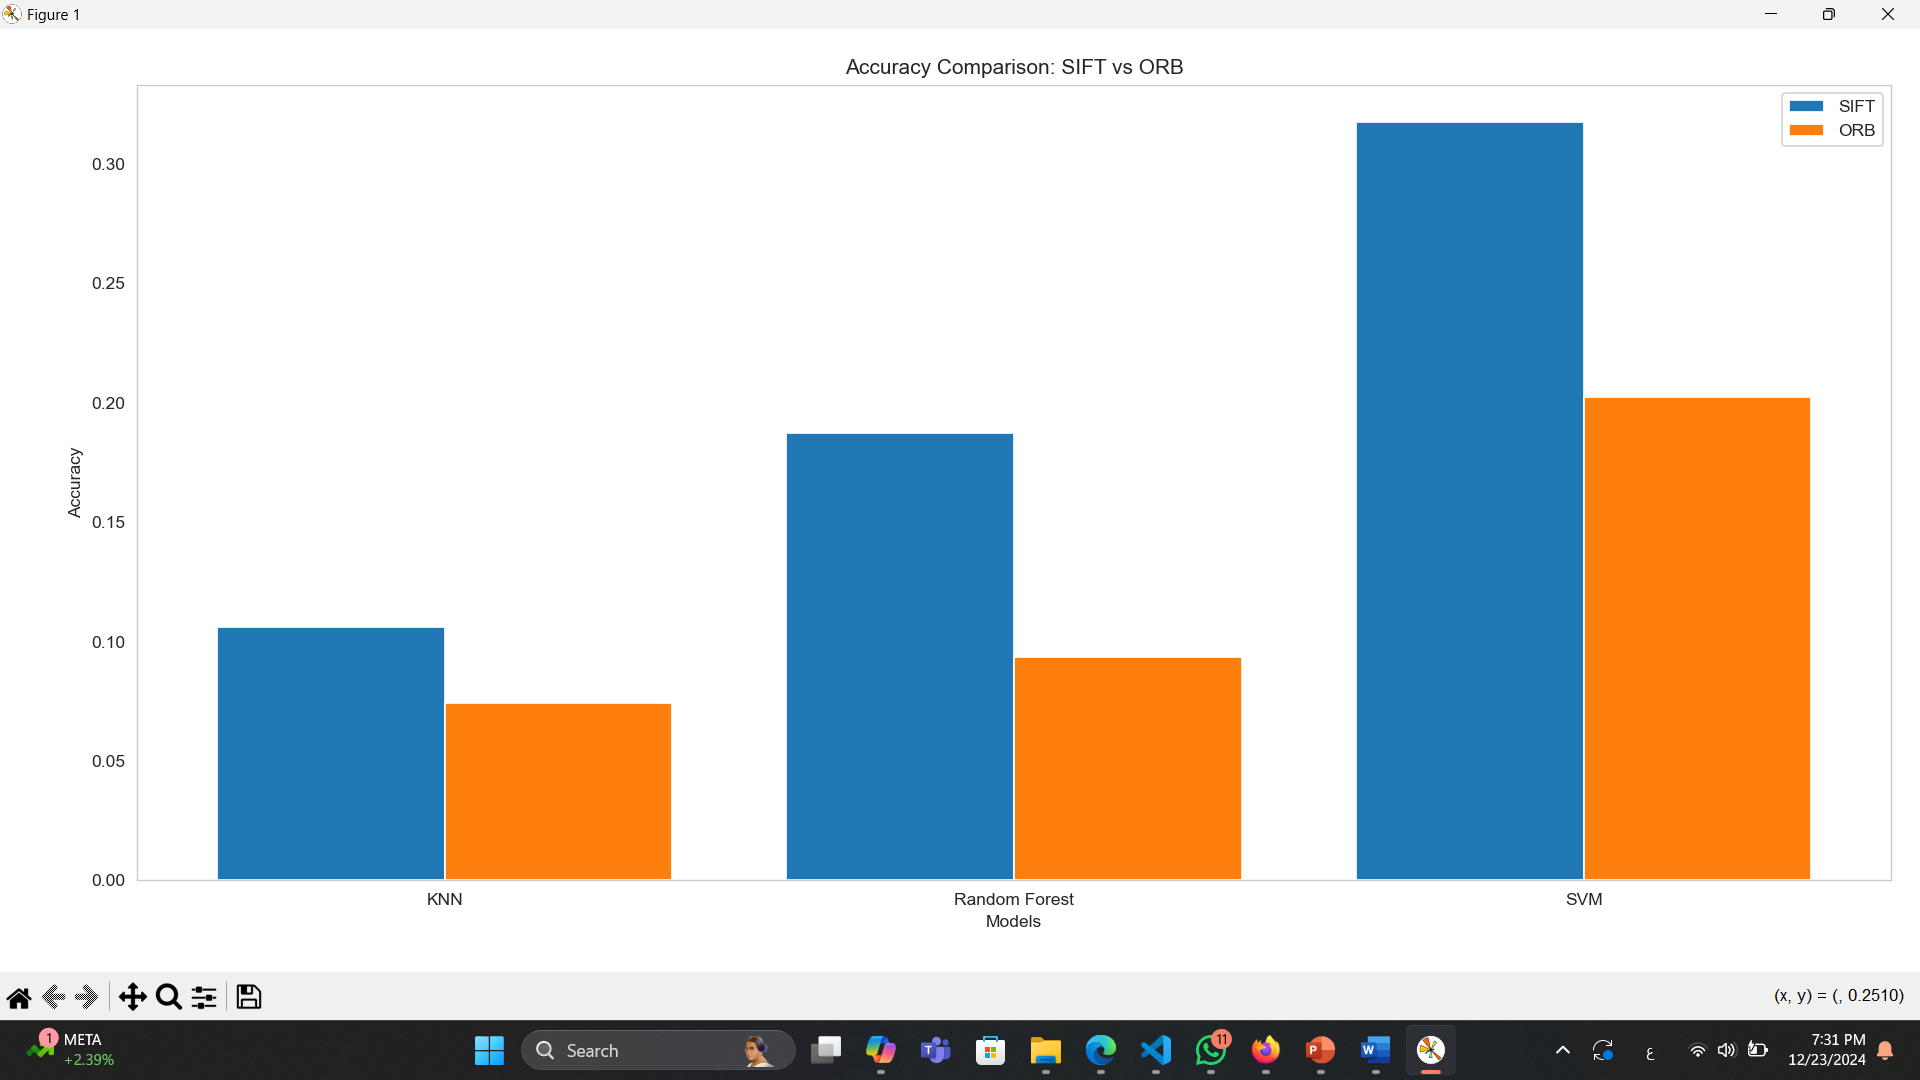 Figure 1
Accuracy Comparison: SIFT vs ORB
SIFT
ORB
0.30
0.25
0.20
0.15
0.10
0.05
0.00
Accuracy
KNN
Random Forest
SVM
Models
(x, y) = (, 0.2510)
1
META
+2.39%
Search
T
11
P
W
ع
7:31 PM
12/23/2024